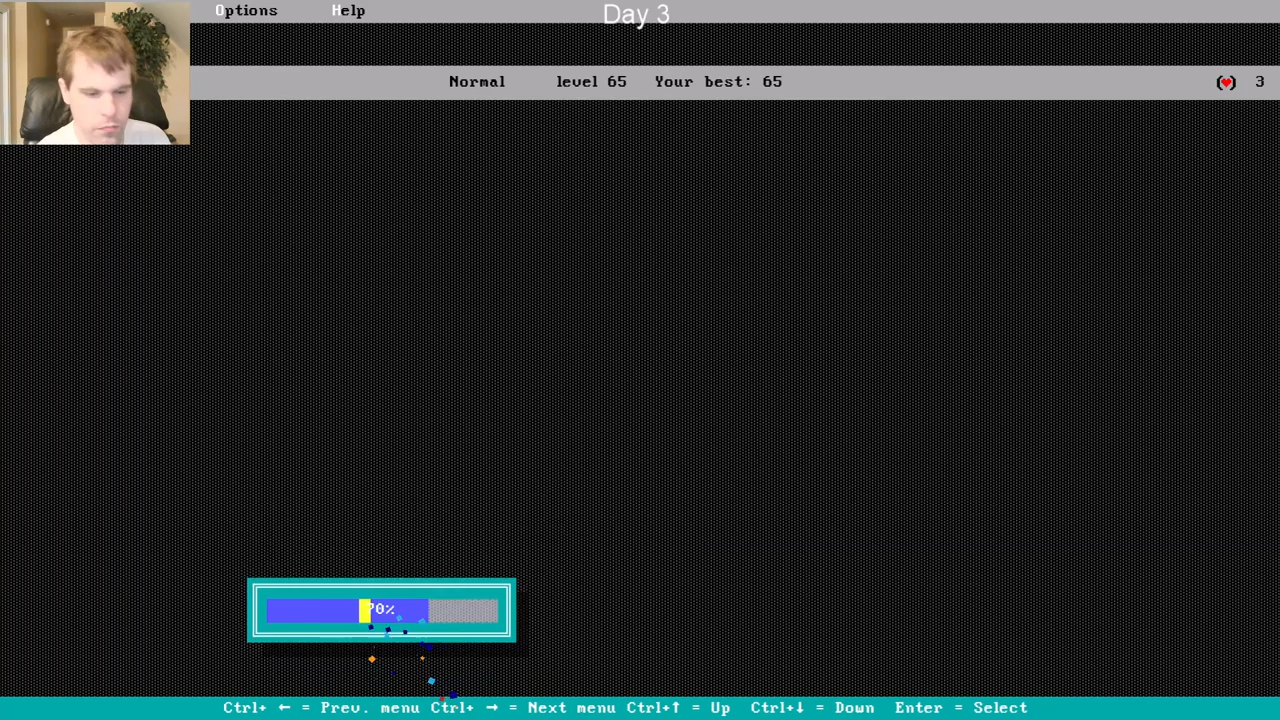 Day 3
Options Help
Normal level 65 Your best: 65 3
70%
Ctrl+ ← = Prev. menu Ctrl+ → = Next menu Ctrl+↑ = Up Ctrl+↓ = Down Enter = Select